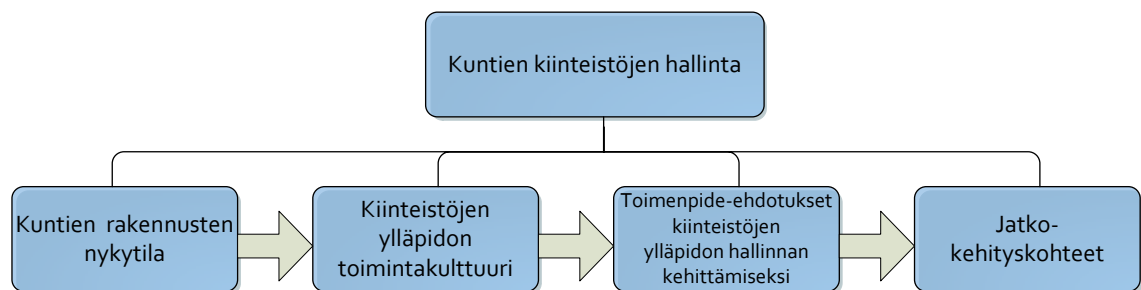 Kuntien kiinteistöjen hallinta
Kuntien rakennusten
nykytila
Kiinteistöjen
ylläpidon
toimintakulttuuri
Toimenpide-ehdotukset
kiinteistöjen
ylläpidon hallinnan
kehittämiseksi
Jatko-
kehityskohteet